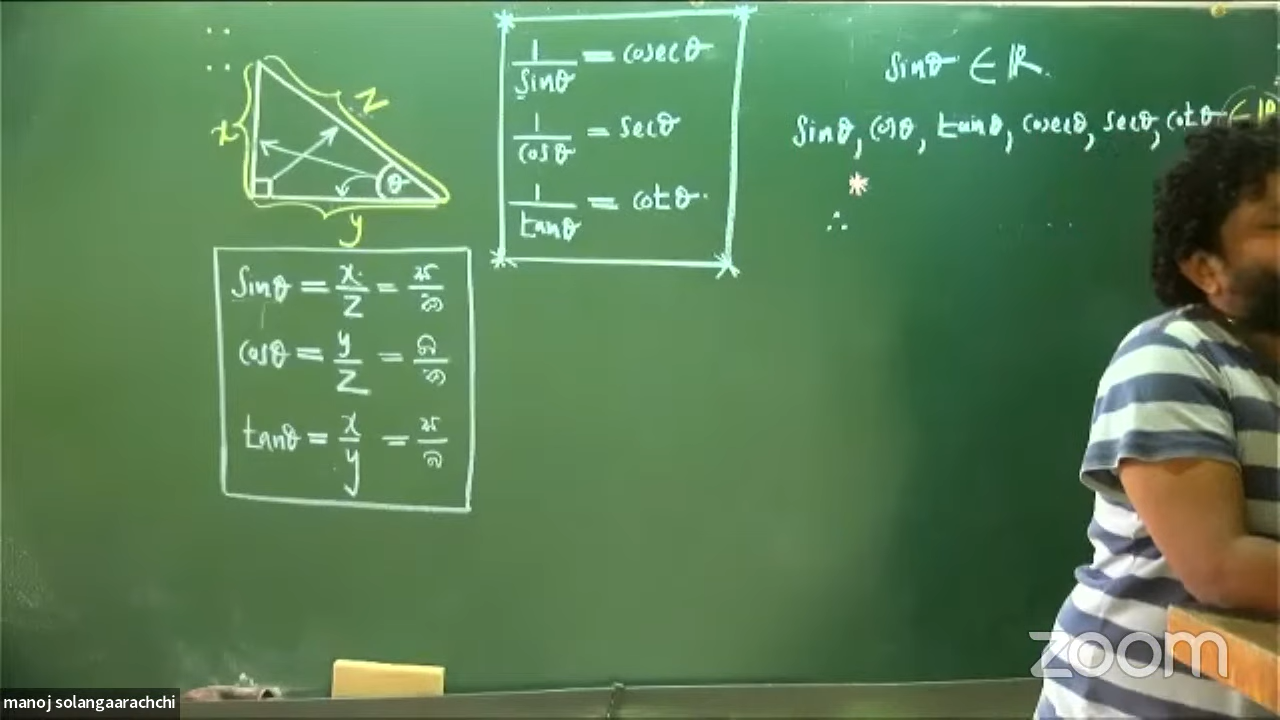 x
z
θ
y
1/sinθ = cosecθ
1/cosθ = secθ
1/tanθ = cotθ
sinθ = x/z =
cosθ = y/z =
tanθ = x/y =
sinθ ∈ ℝ.
sinθ, cosθ, tanθ, cosecθ, secθ, cotθ ∈ ℝ
*
∴
zoom
manoj solangaarachchi